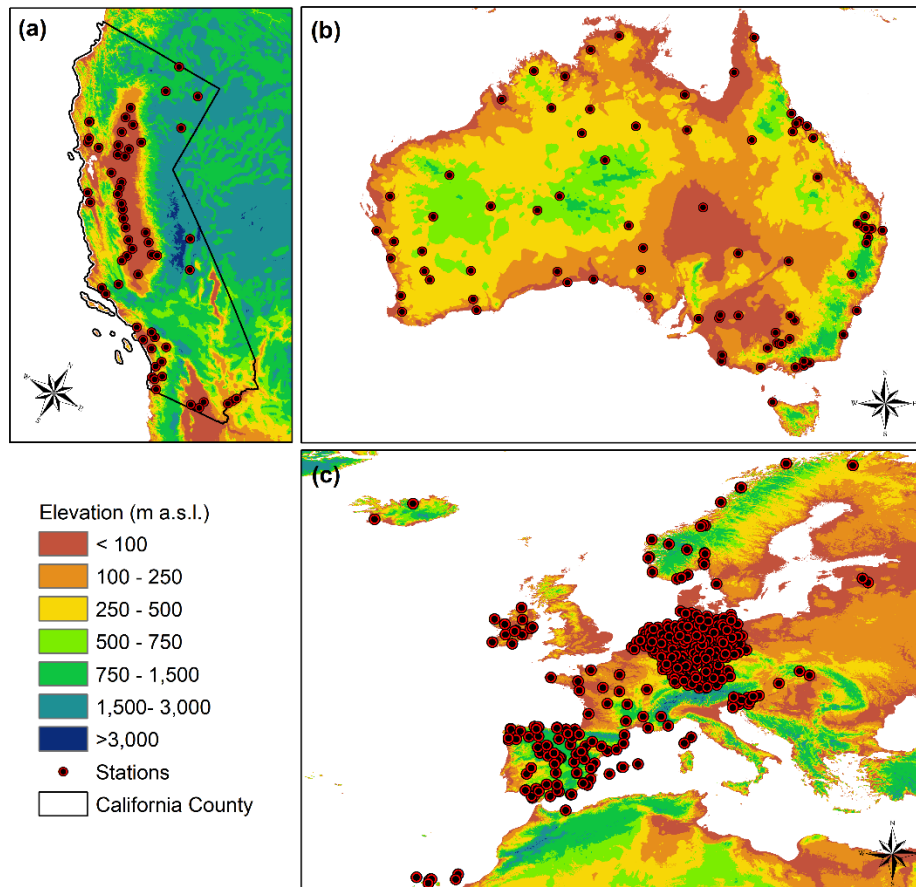 (a)
(b)
(c)
Elevation (m a.s.l.)
< 100
100 - 250
250 - 500
500 - 750
750 - 1,500
1,500- 3,000
>3,000
Stations
California County
N
W
E
S
N
W
E
S
N
W
E
S